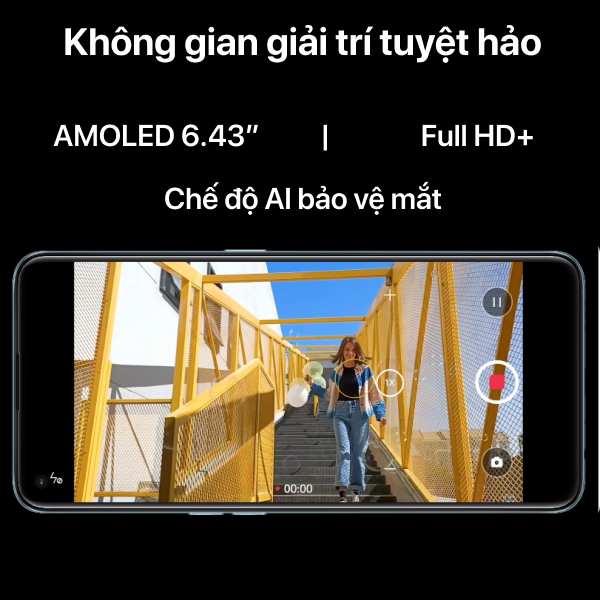 Không gian giải trí tuyệt hảo
AMOLED 6.43” | Full HD+
Chế độ AI bảo vệ mắt
1X
00:00